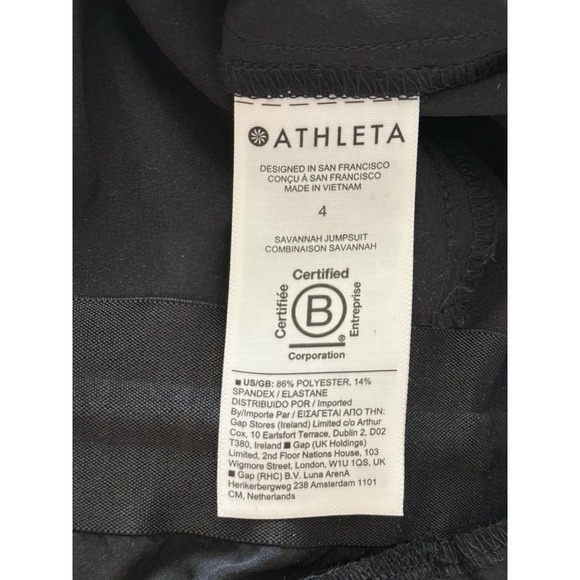 ATHLETA
DESIGNED IN SAN FRANCISCO
CONÇU À SAN FRANCISCO
MADE IN VIETNAM
4
SAVANNAH JUMPSUIT
COMBINAISON SAVANNAH
Certified
Certifiée
B
Entreprise
®
Corporation
■ US/GB: 86% POLYESTER, 14%
SPANDEX / ELASTANE
DISTRIBUIDO POR / Imported
By/Importe Par / ΕΙΣΑΓΕΤΑΙ ΑΠΟ ΤΗΝ:
Gap Stores (Ireland) Limited c/o Arthur
Cox, 10 Earlsfort Terrace, Dublin 2, D02
T380, Ireland ■ Gap (UK Holdings)
Limited, 2nd Floor Nations House, 103
Wigmore Street, London, W1U 1QS, UK
■ Gap (RHC) B.V. Luna ArenA
Herikerbergweg 238 Amsterdam 1101
CM, Netherlands